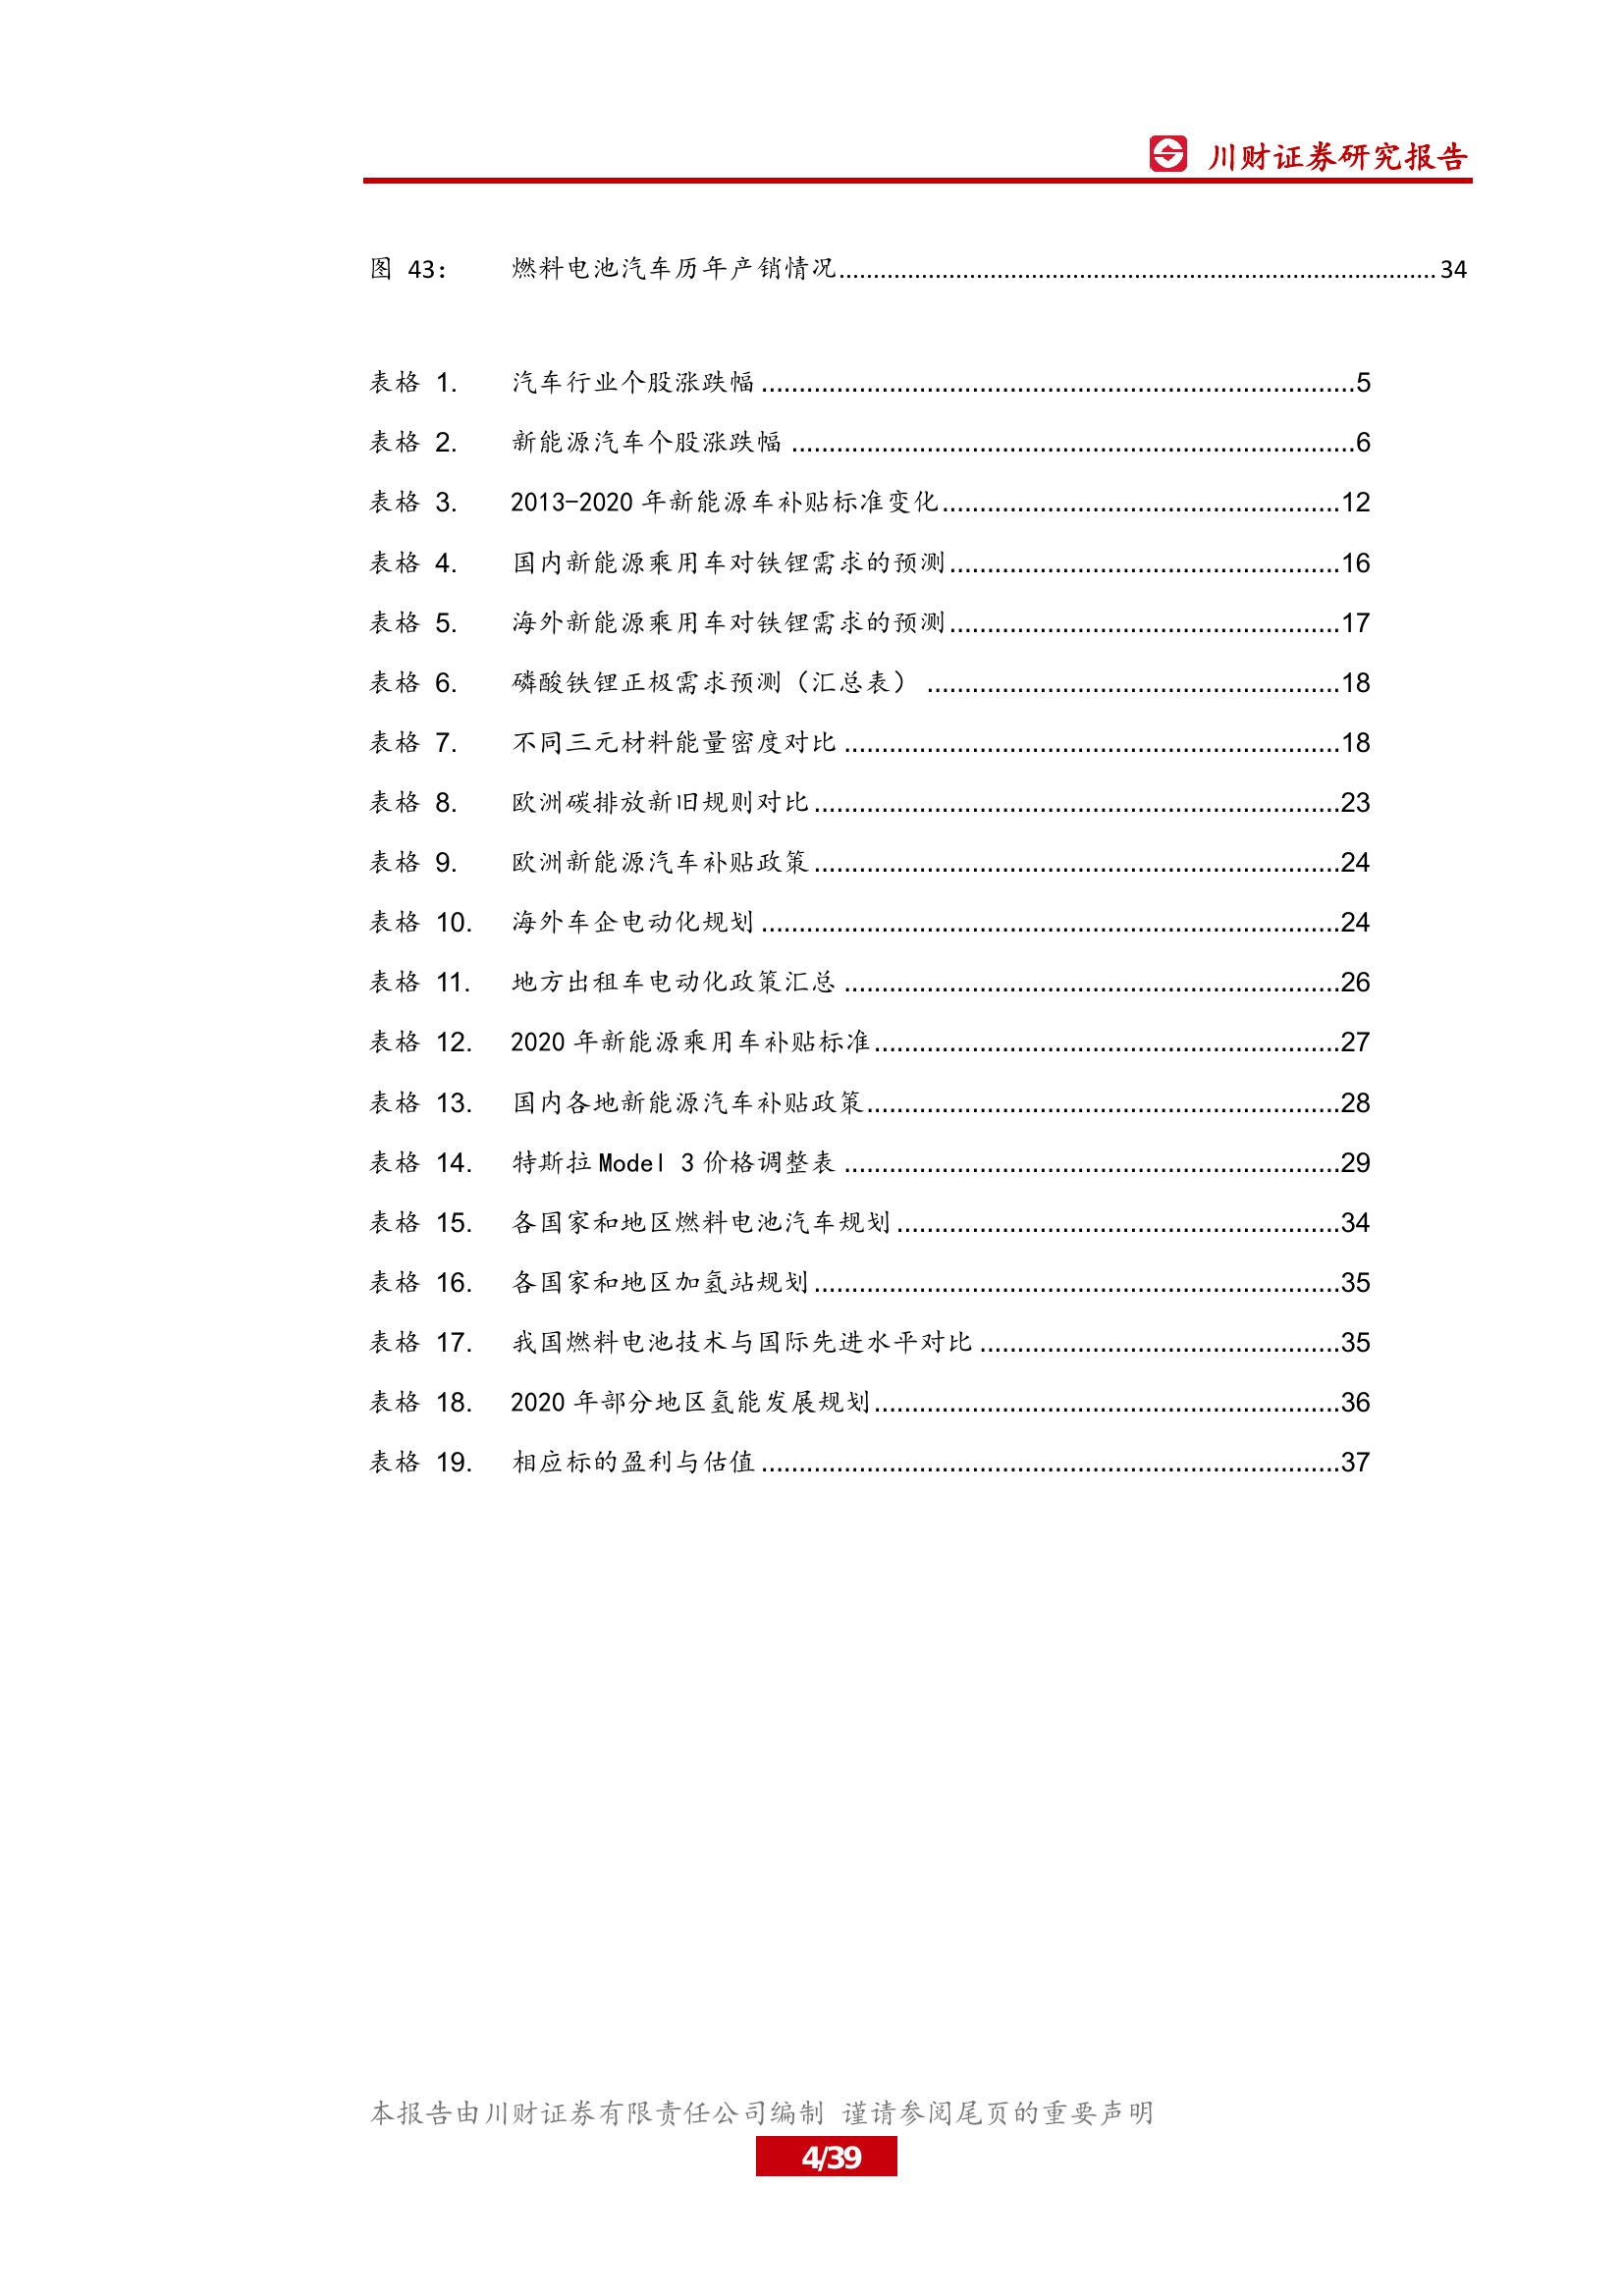 川财证券研究报告
图 43: 燃料电池汽车历年产销情况 34
表格 1. 汽车行业个股涨跌幅 5
表格 2. 新能源汽车个股涨跌幅 6
表格 3. 2013-2020 年新能源车补贴标准变化 12
表格 4. 国内新能源乘用车对铁锂需求的预测 16
表格 5. 海外新能源乘用车对铁锂需求的预测 17
表格 6. 磷酸铁锂正极需求预测（汇总表） 18
表格 7. 不同三元材料能量密度对比 18
表格 8. 欧洲碳排放新旧规则对比 23
表格 9. 欧洲新能源汽车补贴政策 24
表格 10. 海外车企电动化规划 24
表格 11. 地方出租车电动化政策汇总 26
表格 12. 2020 年新能源乘用车补贴标准 27
表格 13. 国内各地新能源汽车补贴政策 28
表格 14. 特斯拉 Model 3 价格调整表 29
表格 15. 各国家和地区燃料电池汽车规划 34
表格 16. 各国家和地区加氢站规划 35
表格 17. 我国燃料电池技术与国际先进水平对比 35
表格 18. 2020 年部分地区氢能发展规划 36
表格 19. 相应标的盈利与估值 37
本报告由川财证券有限责任公司编制 谨请参阅尾页的重要声明
4/39